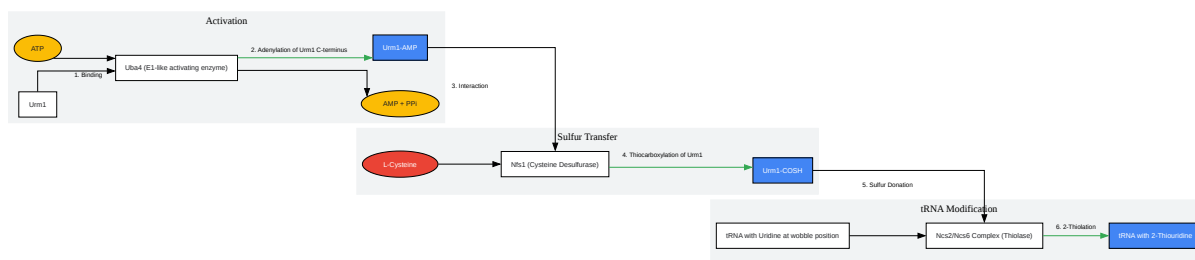 Activation
ATP
Uba4 (E1-like activating enzyme)
2. Adenylation of Urm1 C-terminus
Urm1-AMP
1. Binding
Urm1
AMP + PPi
3. Interaction
Sulfur Transfer
L-Cysteine
Nfs1 (Cysteine Desulfurase)
4. Thiocarboxylation of Urm1
Urm1-COSH
5. Sulfur Donation
tRNA Modification
tRNA with Uridine at wobble position
Ncs2/Ncs6 Complex (Thiolase)
6. 2-Thiolation
tRNA with 2-Thiouridine